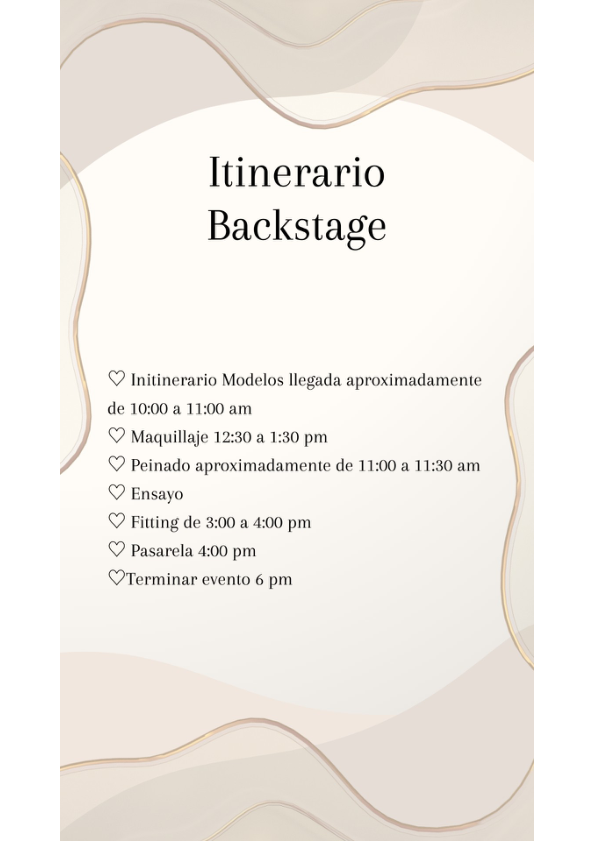 Itinerario
Backstage
♡ Initinerario Modelos llegada aproximadamente
de 10:00 a 11:00 am
♡ Maquillaje 12:30 a 1:30 pm
♡ Peinado aproximadamente de 11:00 a 11:30 am
♡ Ensayo
♡ Fitting de 3:00 a 4:00 pm
♡ Pasarela 4:00 pm
♡Terminar evento 6 pm